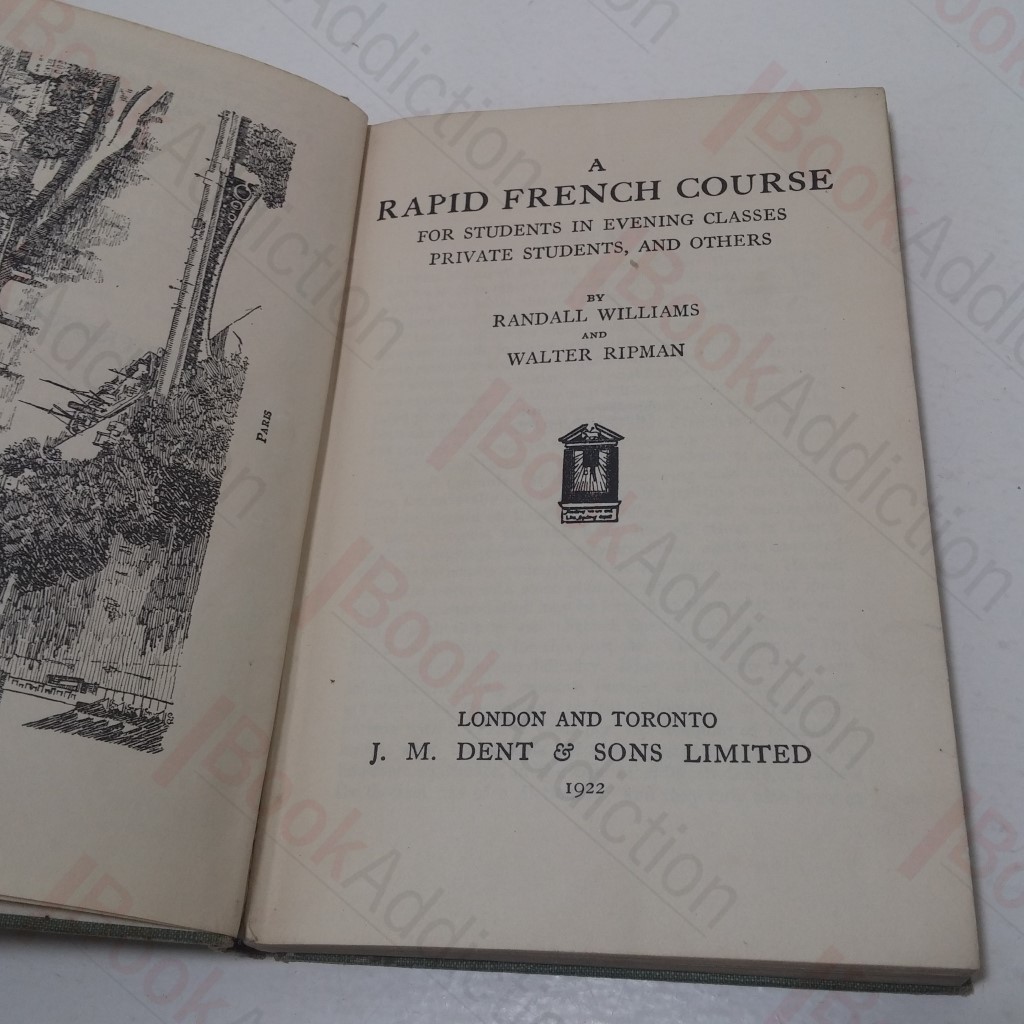 PARIS
A
RAPID FRENCH COURSE
FOR STUDENTS IN EVENING CLASSES
PRIVATE STUDENTS, AND OTHERS
BY
RANDALL WILLIAMS
AND
WALTER RIPMAN
LONDON AND TORONTO
J. M. DENT & SONS LIMITED
1922
BookAddiction